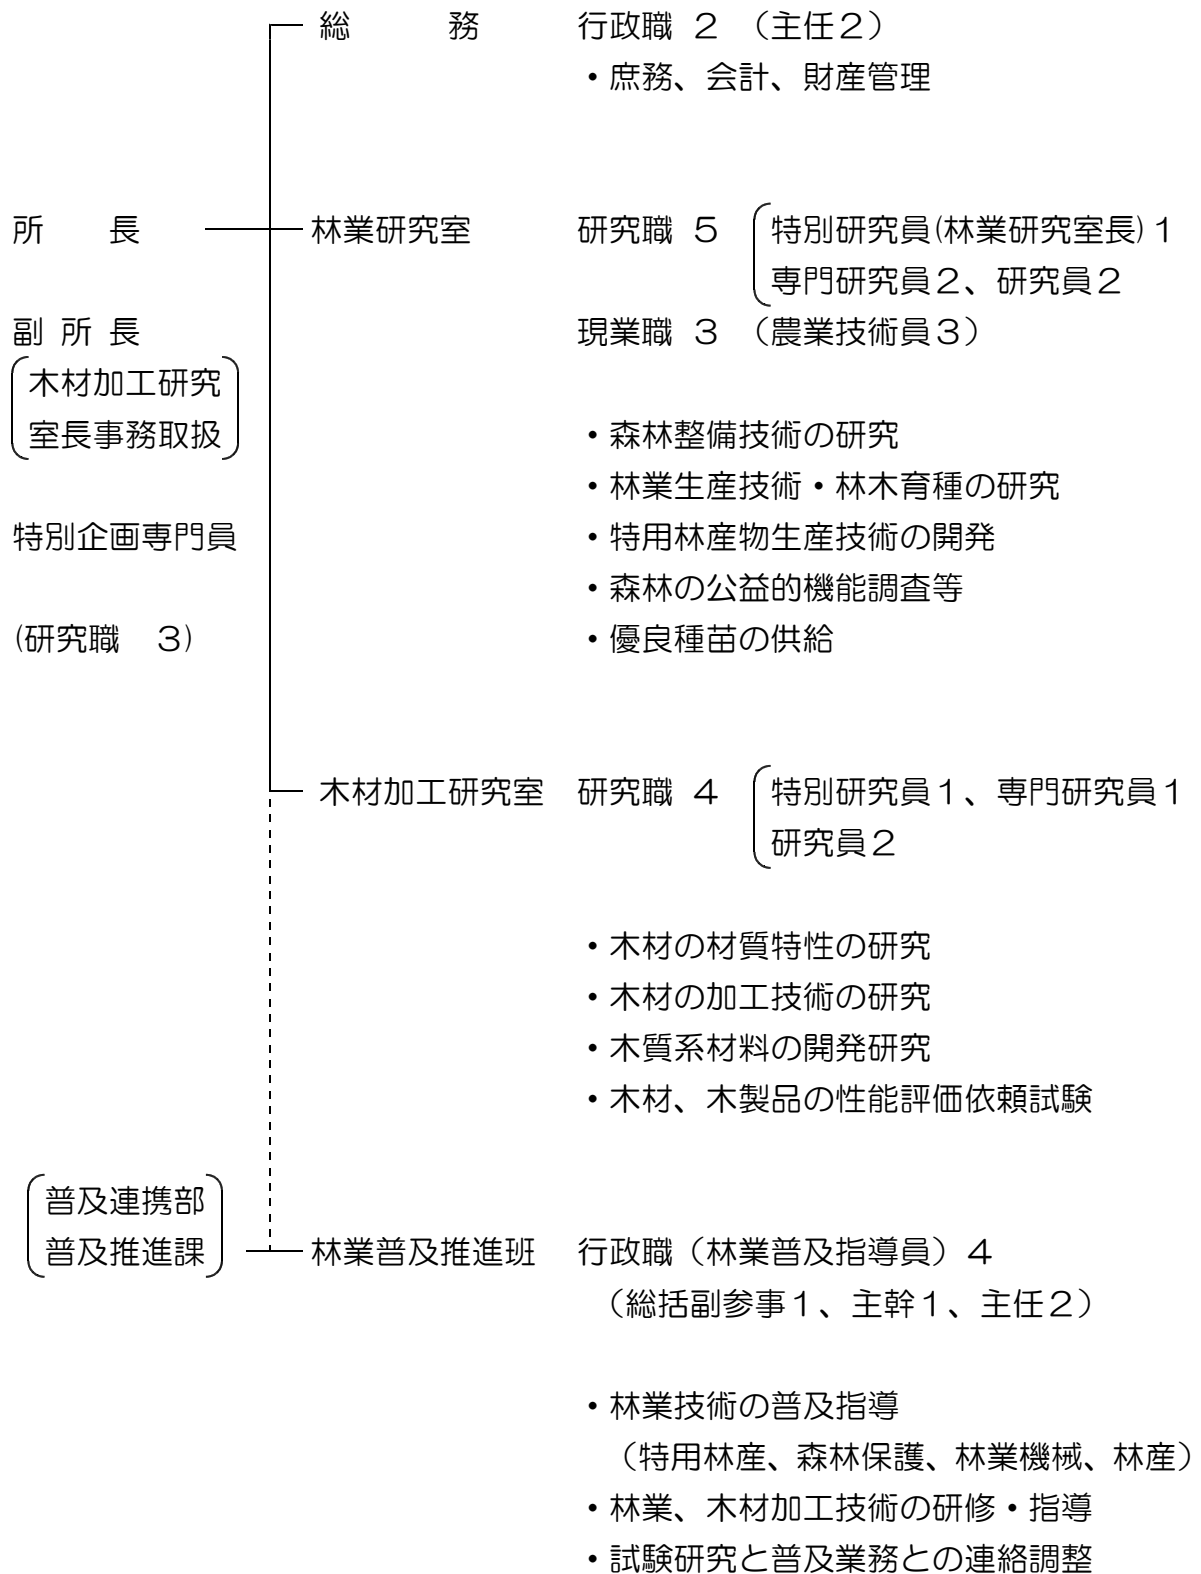 総　　　務　　行政職 ２ （主任２）
・庶務、会計、財産管理
所　　長　　林業研究室　　研究職 ５　特別研究員(林業研究室長)１
専門研究員２、研究員２
副 所 長　　現業職 ３ （農業技術員３）
木材加工研究
室長事務取扱　　・森林整備技術の研究
・林業生産技術・林木育種の研究
特別企画専門員　　・特用林産物生産技術の開発
・森林の公益的機能調査等
(研究職　３)　　・優良種苗の供給
木材加工研究室　研究職 ４　特別研究員１、専門研究員１
研究員２
・木材の材質特性の研究
・木材の加工技術の研究
・木質系材料の開発研究
・木材、木製品の性能評価依頼試験
普及連携部
普及推進課　　林業普及推進班　行政職（林業普及指導員）４
（総括副参事１、主幹１、主任２）
・林業技術の普及指導
（特用林産、森林保護、林業機械、林産）
・林業、木材加工技術の研修・指導
・試験研究と普及業務との連絡調整